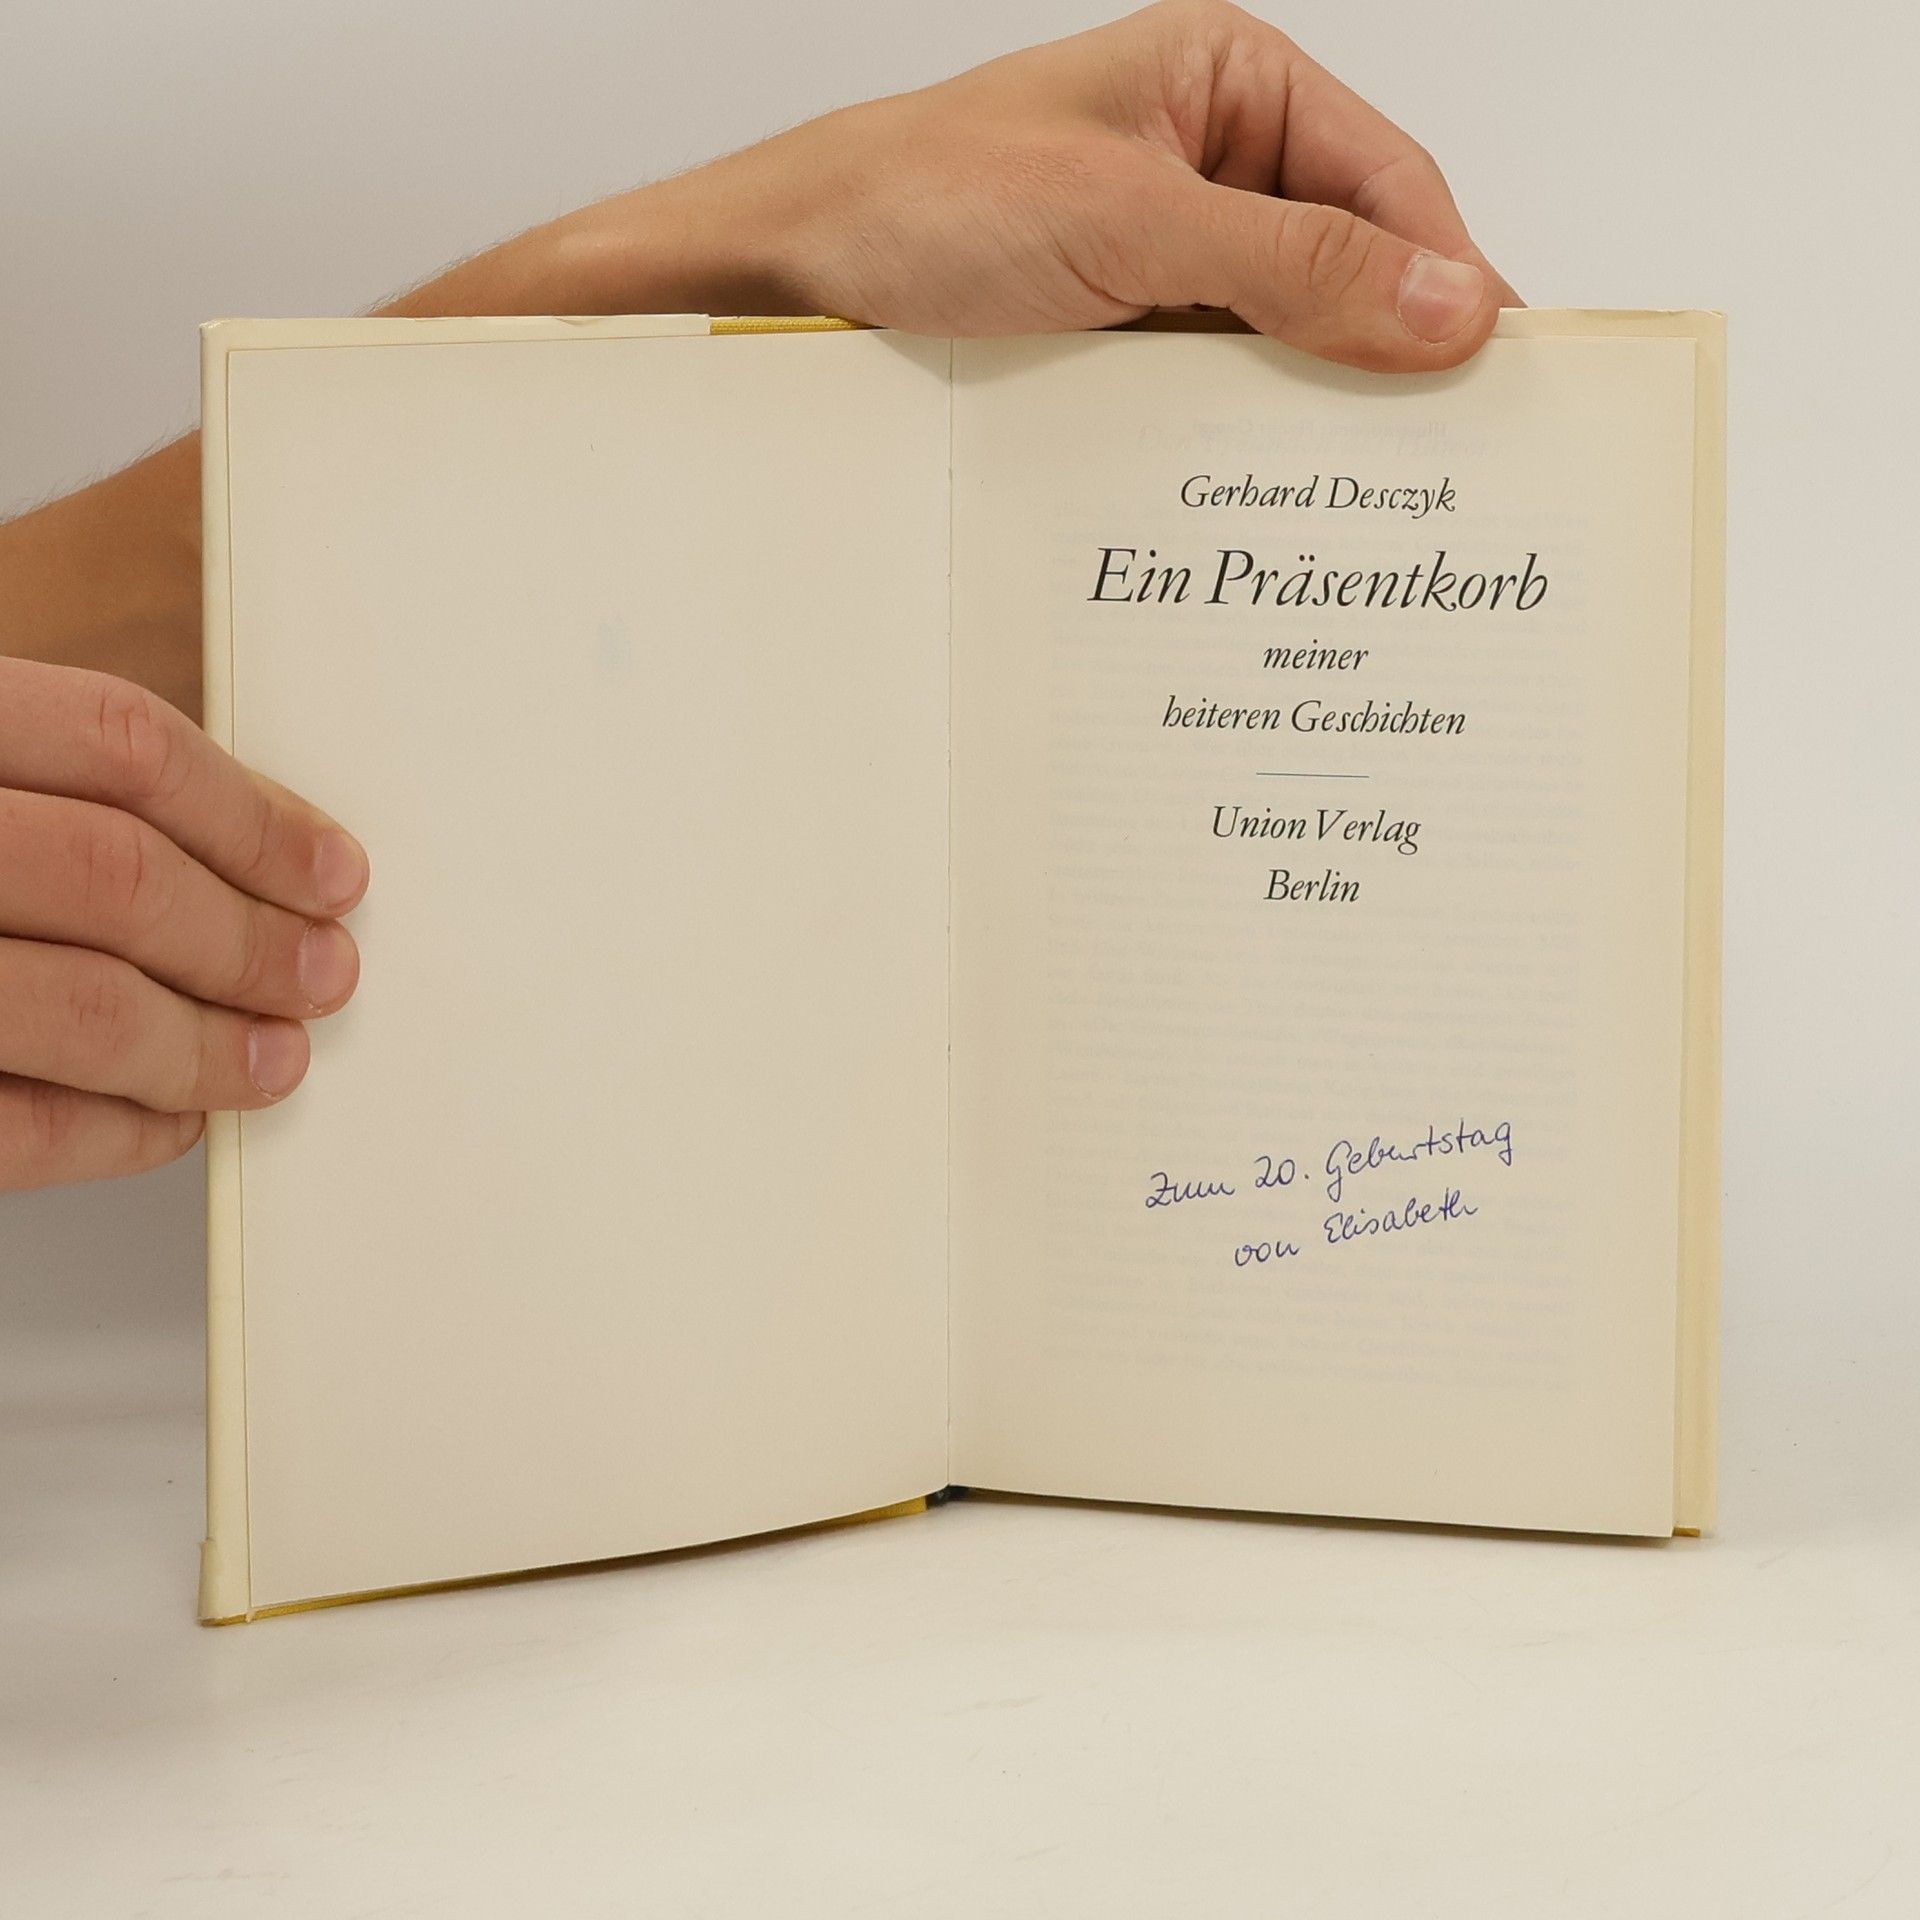 Gerhard Desczyk
Ein Präsentkorb
meiner
heiteren Geschichten
Union Verlag
Berlin
Zum 20. Geburtstag
von Elisabeth